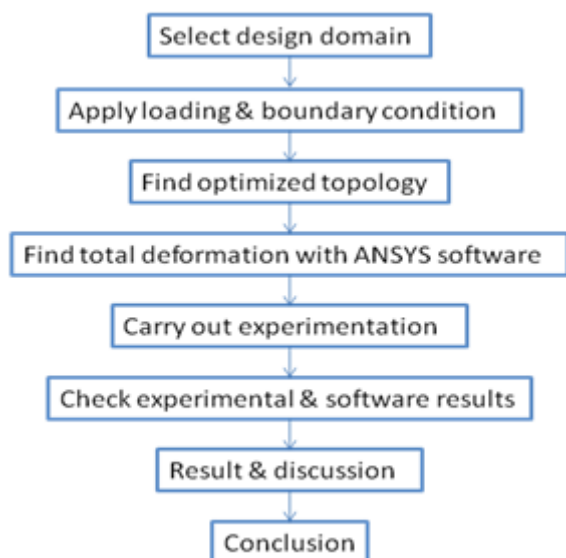 Select design domain
Apply loading & boundary condition
Find optimized topology
Find total deformation with ANSYS software
Carry out experimentation
Check experimental & software results
Result & discussion
Conclusion